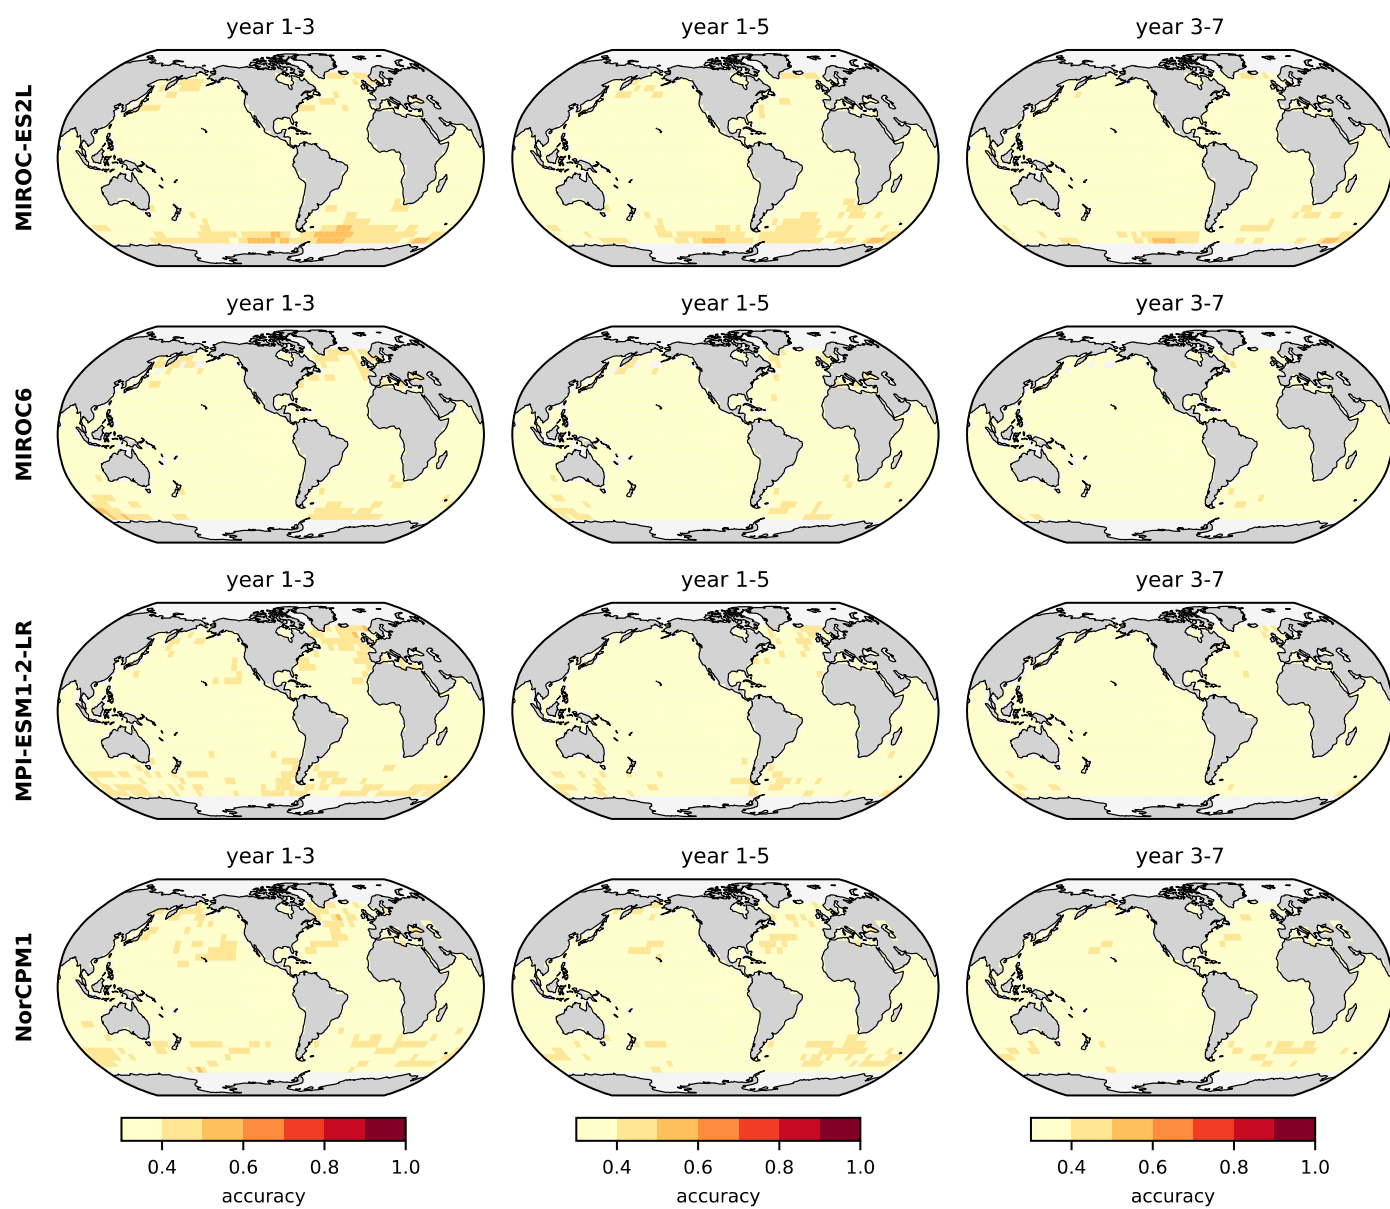 year 1-3
year 1-5
year 3-7
MIROC-ES2L
year 1-3
year 1-5
year 3-7
MIROC6
year 1-3
year 1-5
year 3-7
MPI-ESM1-2-LR
year 1-3
year 1-5
year 3-7
NorCPM1
0.4 0.6 0.8 1.0
accuracy
0.4 0.6 0.8 1.0
accuracy
0.4 0.6 0.8 1.0
accuracy